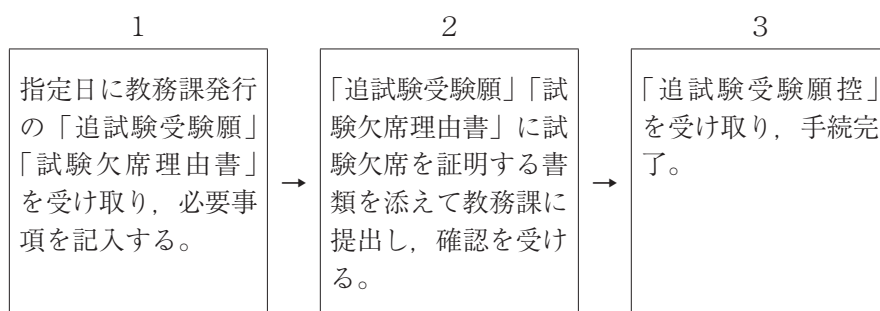 1
指定日に教務課発行
の「追試験受験願」
「試験欠席理由書」
を受け取り，必要事
項を記入する。
→
2
「追試験受験願」「試
験欠席理由書」に試
験欠席を証明する書
類を添えて教務課に
提出し，確認を受け
る。
→
3
「追試験受験願控」
を受け取り，手続完
了。